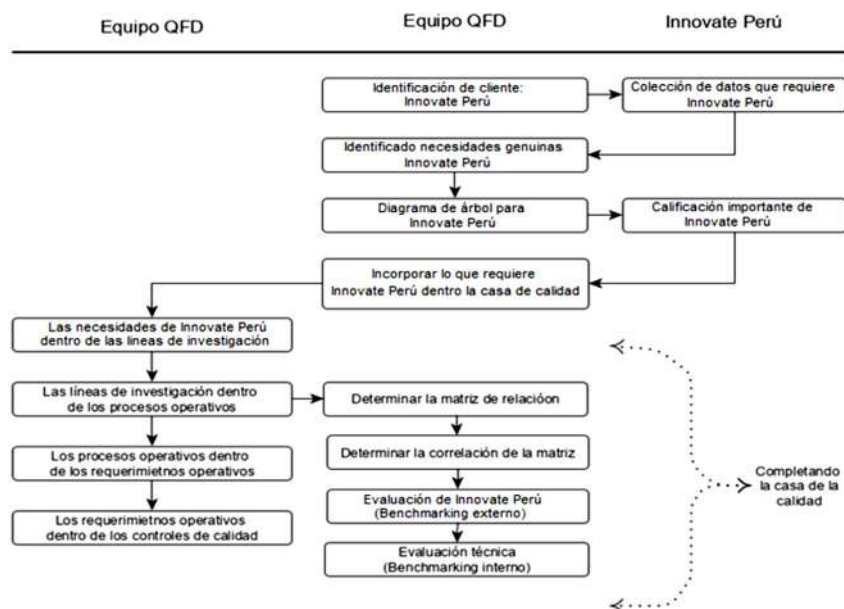 Equipo QFD
Equipo QFD
Innovate Perú
Identificación de cliente:
Innovate Perú
Colección de datos que requiere
Innovate Perú
Identificado necesidades genuinas
Innovate Perú
Diagrama de árbol para
Innovate Perú
Calificación importante de
Innovate Perú
Incorporar lo que requiere
Innovate Perú dentro la casa de calidad
Las necesidades de Innovate Perú
dentro de las lineas de investigación
Las líneas de investigación dentro
de los procesos operativos
Determinar la matriz de relacióon
Los procesos operativos dentro
de los requerimietnos operativos
Determinar la correlación de la matriz
Completando
la casa de la
calidad
Evaluación de Innovate Perú
(Benchmarking externo)
Los requerimietnos operativos
dentro de los controles de calidad
Evaluación técnica
(Benchmarking interno)